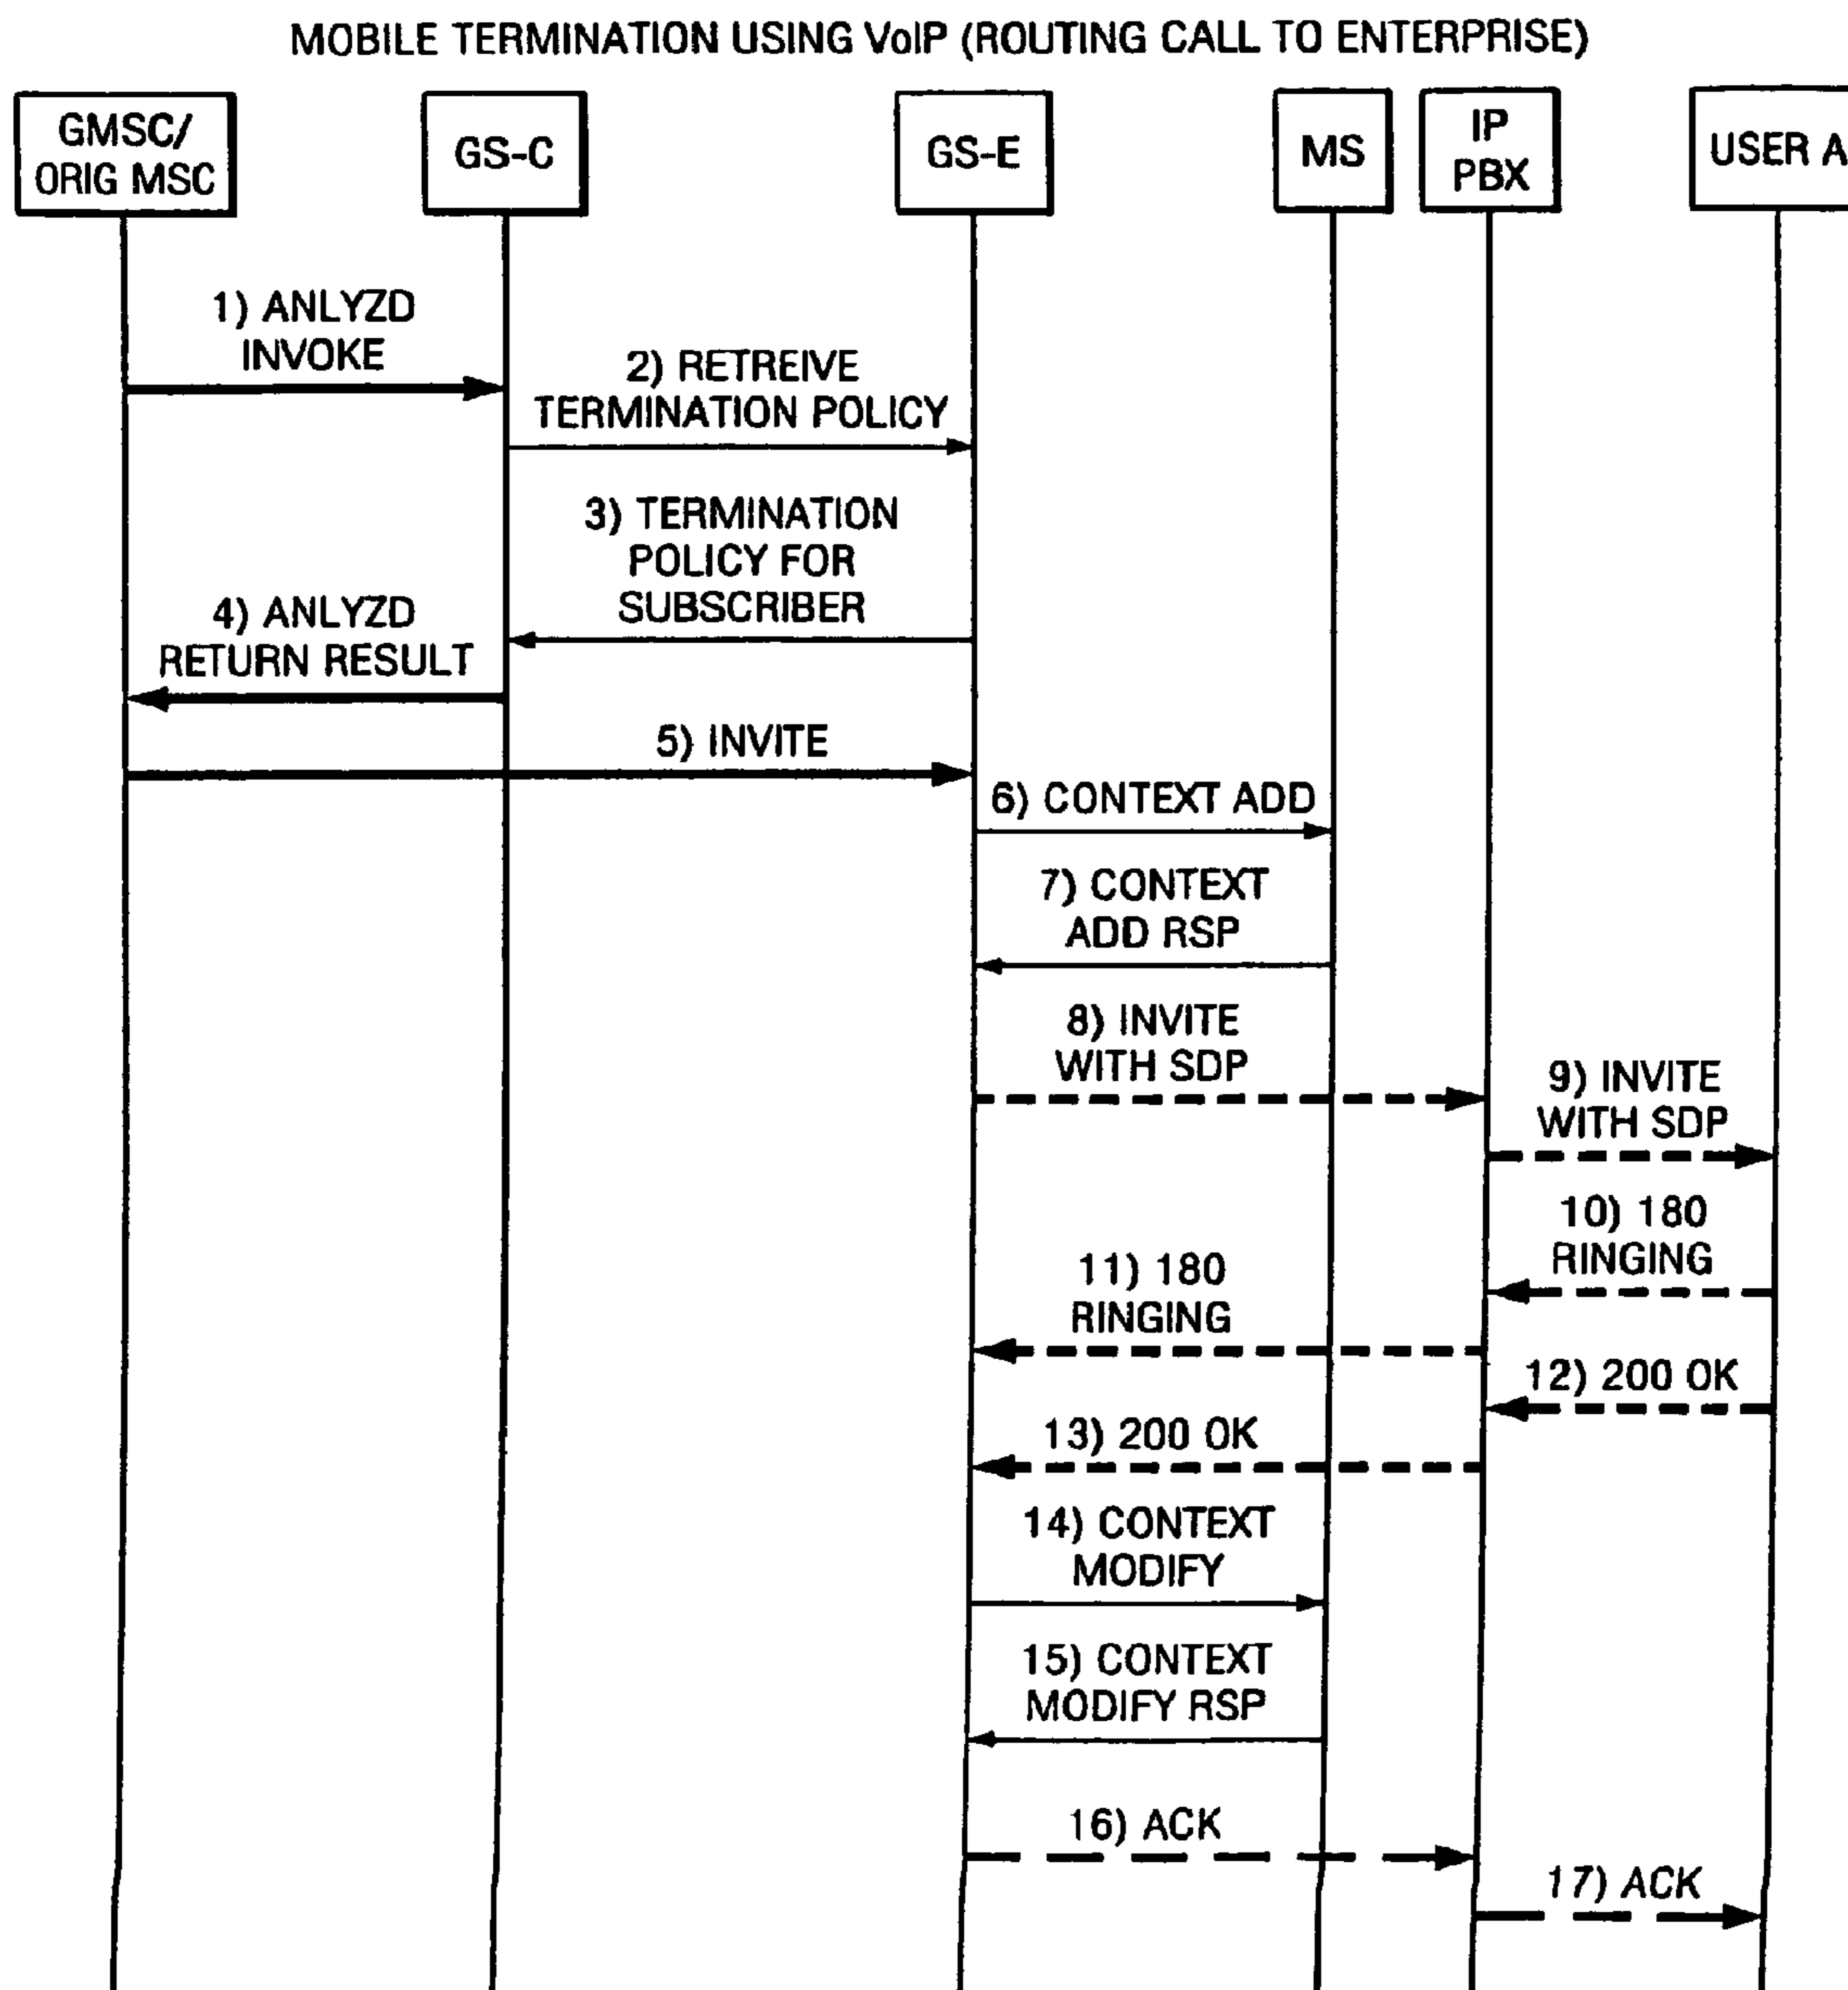 MOBILE TERMINATION USING VoIP (ROUTING CALL TO ENTERPRISE)
GMSC/
ORIG MSC
GS-C
GS-E
MS
IP
PBX
USER A
1) ANLYZD
INVOKE
2) RETREIVE
TERMINATION POLICY
3) TERMINATION
POLICY FOR
SUBSCRIBER
4) ANLYZD
RETURN RESULT
5) INVITE
6) CONTEXT ADD
7) CONTEXT
ADD RSP
8) INVITE
WITH SDP
9) INVITE
WITH SDP
10) 180
RINGING
11) 180
RINGING
12) 200 OK
13) 200 OK
14) CONTEXT
MODIFY
15) CONTEXT
MODIFY RSP
16) ACK
17) ACK